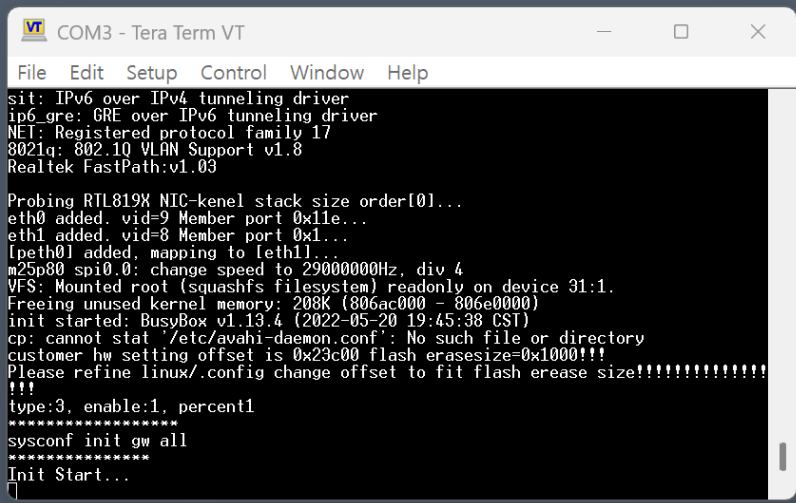 VT COM3 - Tera Term VT
File Edit Setup Control Window Help
sit: IPv6 over IPv4 tunneling driver
ip6_gre: GRE over IPv6 tunneling driver
NET: Registered protocol family 17
8021q: 802.1Q VLAN Support v1.8
Realtek FastPath:v1.03
Probing RTL819X NIC-kenel stack size order[0]...
eth0 added. vid=9 Member port 0x11e...
eth1 added. vid=8 Member port 0x1...
[peth0] added, mapping to [eth1]...
m25p80 spi0.0: change speed to 29000000Hz, div 4
VFS: Mounted root (squashfs filesystem) readonly on device 31:1.
Freeing unused kernel memory: 208K (806ac000 - 806e0000)
init started: BusyBox v1.13.4 (2022-05-20 19:45:38 CST)
cp: cannot stat '/etc/avahi-daemon.conf': No such file or directory
customer hw setting offset is 0x23c00 flash erasesize=0x1000!!!
Please refine linux/.config change offset to fit flash erease size!!!!!!!!!!!!!!
!!!
type:3, enable:1, percent1
******************
sysconf init gw all
***************
Init Start...